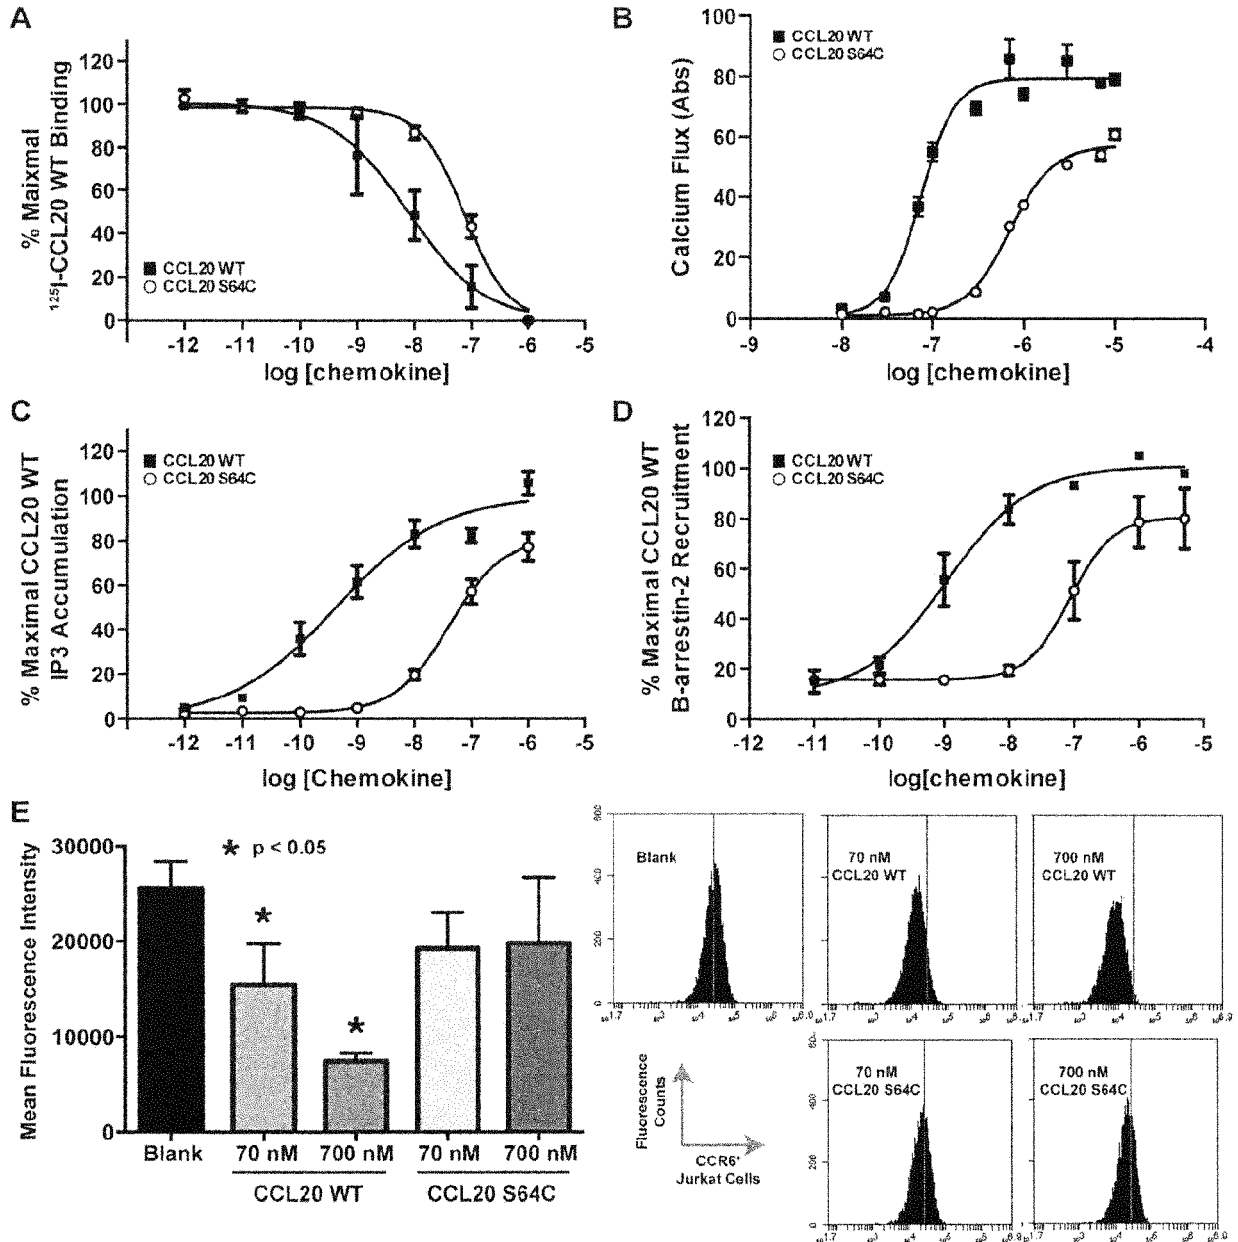 A
120
100
80
60
40
20
0
% Maixmal
¹²⁵I-CCL20 WT Binding
CCL20 WT
CCL20 S64C
-12 -11 -10 -9 -8 -7 -6 -5
log [chemokine]
B
100
80
60
40
20
0
Calcium Flux (Abs)
CCL20 WT
CCL20 S64C
-9 -8 -7 -6 -5 -4
log [chemokine]
C
120
100
80
60
40
20
0
% Maximal CCL20 WT
IP3 Accumulation
CCL20 WT
CCL20 S64C
-12 -11 -10 -9 -8 -7 -6 -5
log [Chemokine]
D
120
100
80
60
40
20
0
% Maximal CCL20 WT
B-arrestin-2 Recruitment
CCL20 WT
CCL20 S64C
-12 -11 -10 -9 -8 -7 -6 -5
log[chemokine]
E
30000
20000
10000
0
Mean Fluorescence Intensity
* p < 0.05
*
*
Blank 70 nM 700 nM 70 nM 700 nM
CCL20 WT CCL20 S64C
Blank
400
200
0
70 nM
CCL20 WT
700 nM
CCL20 WT
70 nM
CCL20 S64C
400
200
0
700 nM
CCL20 S64C
Fluorescence
Counts
CCR6⁺
Jurkat Cells